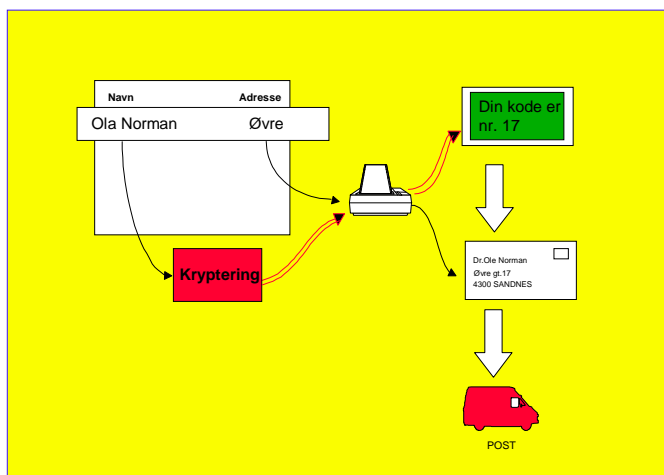 Navn Adresse
Ola Norman Øvre
Din kode er
nr. 17
Kryptering
Dr.Ole Norman
Øvre gt.17
4300 SANDNES
POST